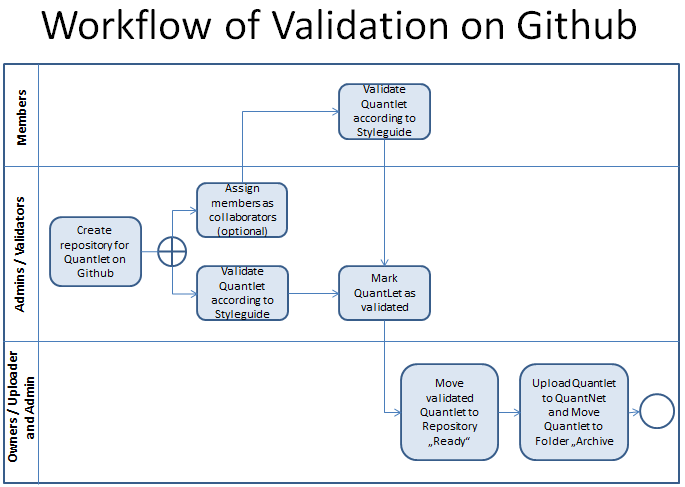 Workflow of Validation on Github
Members
Validate
Quantlet
according to
Styleguide
Admins / Validators
Assign
members as
collaborators
(optional)
Create
repository for
Quantlet on
Github
Validate
Quantlet
according to
Styleguide
Mark
QuantLet as
validated
Owners / Uploader
and Admin
Move
validated
Quantlet to
Repository
„Ready“
Upload Quantlet
to QuantNet
and Move
Quantlet to
Folder „Archive